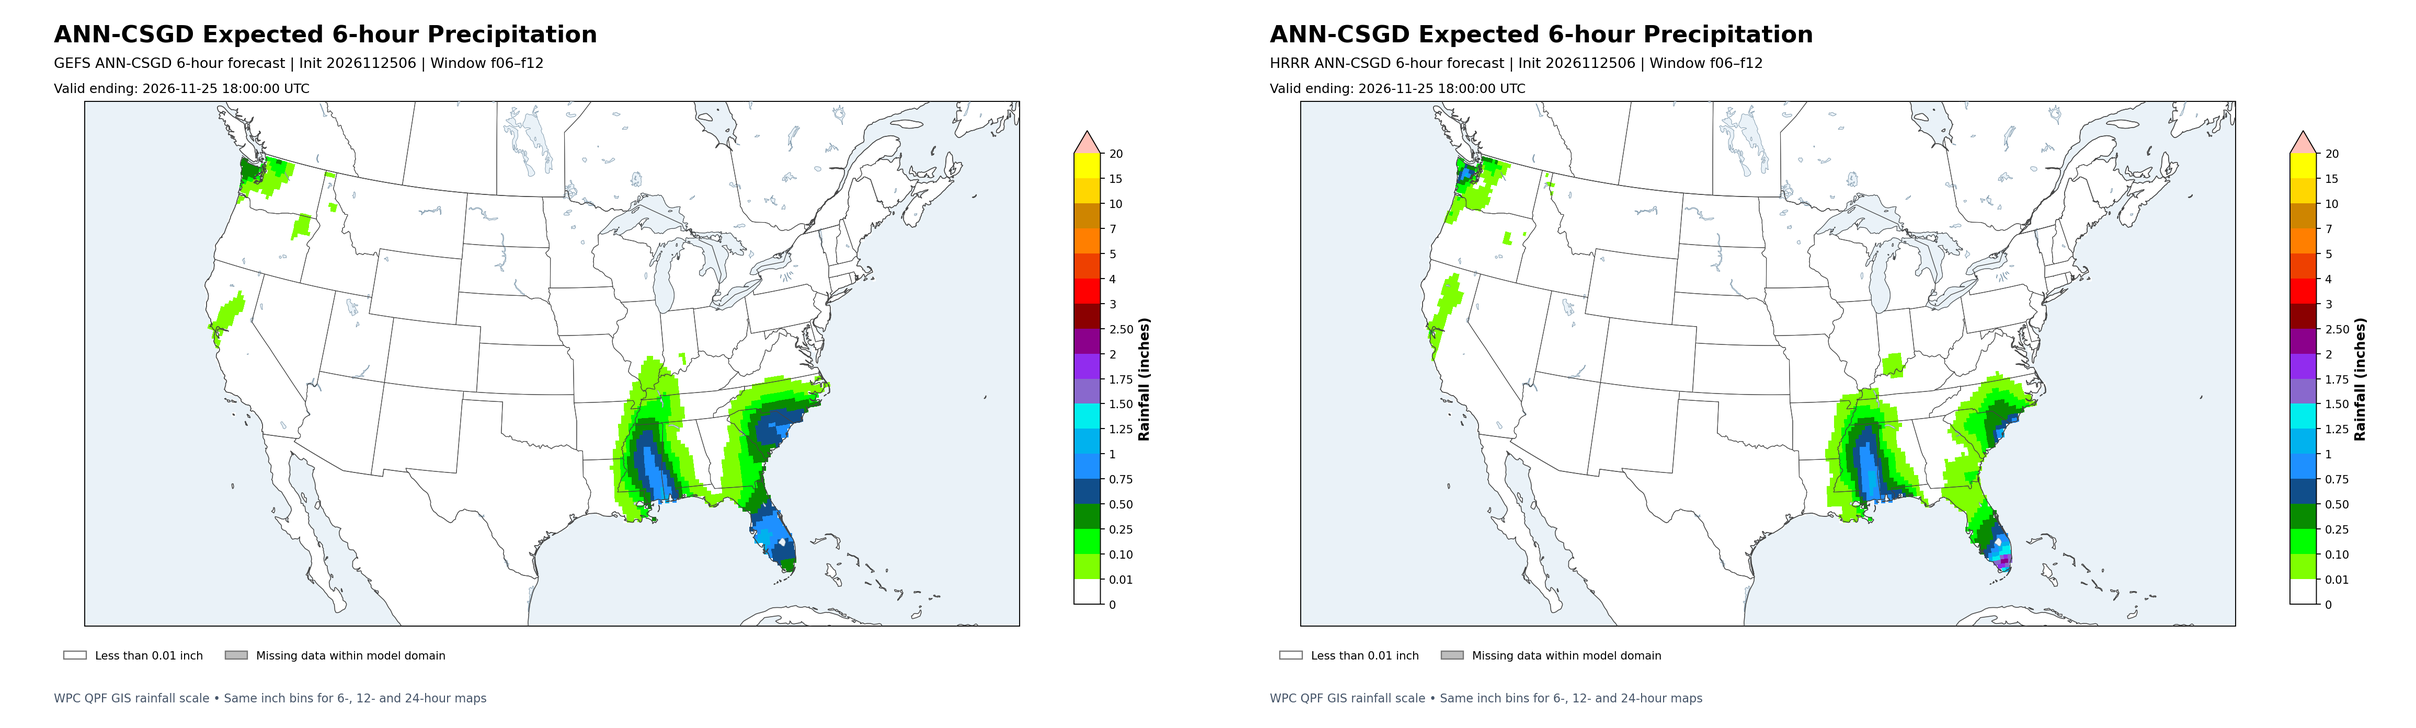 ANN-CSGD Expected 6-hour Precipitation
GEFS ANN-CSGD 6-hour forecast | Init 2026112506 | Window f06–f12
Valid ending: 2026-11-25 18:00:00 UTC
20
15
10
7
5
4
3
2.50
2
1.75
1.50
1.25
1
0.75
0.50
0.25
0.10
0.01
0
Rainfall (inches)
Less than 0.01 inch
Missing data within model domain
WPC QPF GIS rainfall scale • Same inch bins for 6-, 12- and 24-hour maps
ANN-CSGD Expected 6-hour Precipitation
HRRR ANN-CSGD 6-hour forecast | Init 2026112506 | Window f06–f12
Valid ending: 2026-11-25 18:00:00 UTC
20
15
10
7
5
4
3
2.50
2
1.75
1.50
1.25
1
0.75
0.50
0.25
0.10
0.01
0
Rainfall (inches)
Less than 0.01 inch
Missing data within model domain
WPC QPF GIS rainfall scale • Same inch bins for 6-, 12- and 24-hour maps